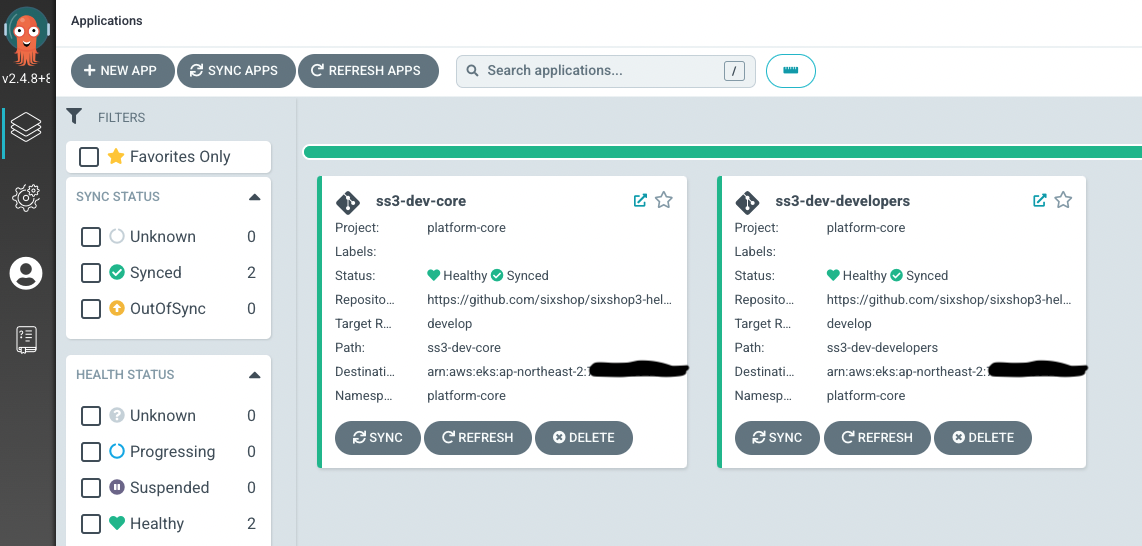 Applications
v2.4.8+8
NEW APP
SYNC APPS
REFRESH APPS
Search applications...
/
FILTERS
Favorites Only
SYNC STATUS
Unknown 0
Synced 2
OutOfSync 0
HEALTH STATUS
Unknown 0
Progressing 0
Suspended 0
Healthy 2
ss3-dev-core
Project: platform-core
Labels:
Status: Healthy Synced
Reposito... https://github.com/sixshop/sixshop3-hel...
Target R... develop
Path: ss3-dev-core
Destinati... arn:aws:eks:ap-northeast-2:
Namesp... platform-core
SYNC REFRESH DELETE
ss3-dev-developers
Project: platform-core
Labels:
Status: Healthy Synced
Reposito... https://github.com/sixshop/sixshop3-hel...
Target R... develop
Path: ss3-dev-developers
Destinati... arn:aws:eks:ap-northeast-2:
Namesp... platform-core
SYNC REFRESH DELETE